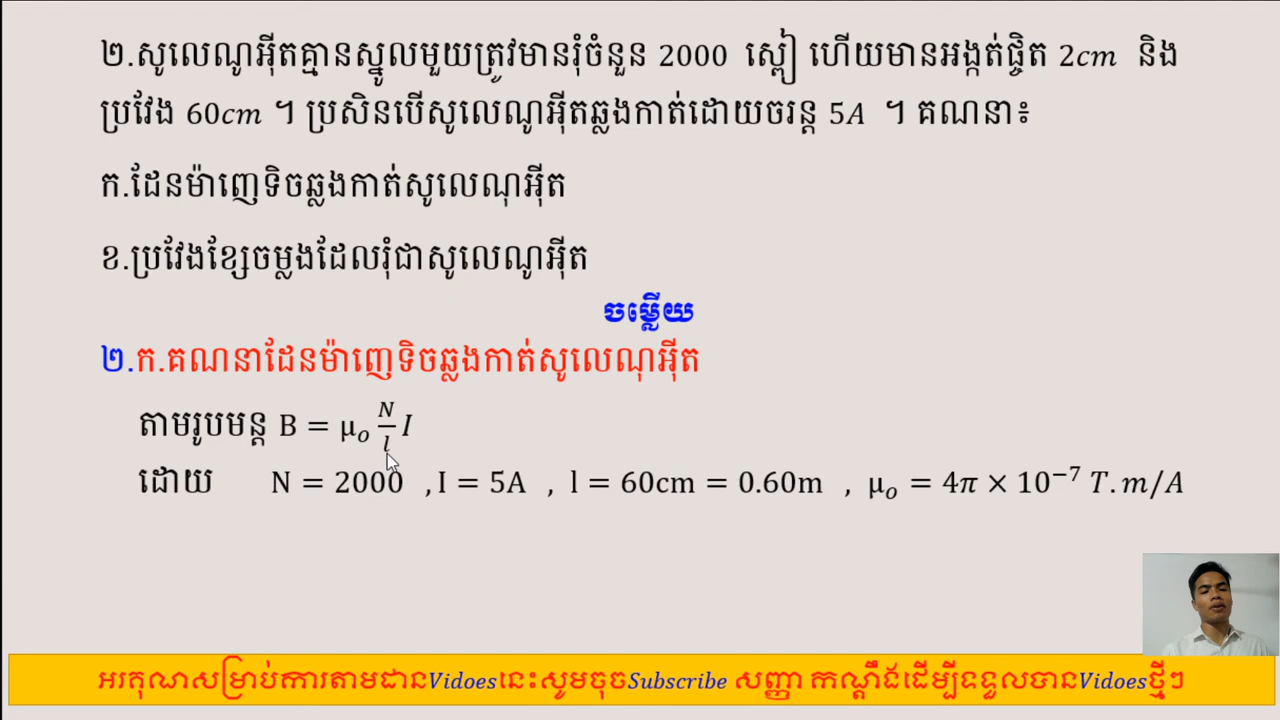 ២.សូលេណូអ៊ីតគ្មានស្នូលមួយត្រូវមានរុំចំនួន 2000 ស្ពៀ ហើយមានអង្កត់ផ្ចិត 2cm និង
ប្រវែង 60cm ។ ប្រសិនបើសូលេណូអ៊ីតឆ្លងកាត់ដោយចរន្ត 5A ។ គណនា៖
ក.ដែនម៉ាញេទិចឆ្លងកាត់សូលេណុអ៊ីត
ខ.ប្រវែងខ្សែចម្លងដែលរុំជាសូលេណូអ៊ីត
ចម្លើយ
២.ក.គណនាដែនម៉ាញេទិចឆ្លងកាត់សូលេណុអ៊ីត
តាមរូបមន្ត B = μₒ N/l I
ដោយ N = 2000 , I = 5A , l = 60cm = 0.60m , μₒ = 4π × 10⁻⁷ T.m/A
អរគុណសម្រាប់ការតាមដានVidoesនេះសូមចុចSubscribe សញ្ញា កណ្ដឹងដើម្បីទទួលបានVidoesថ្មីៗ